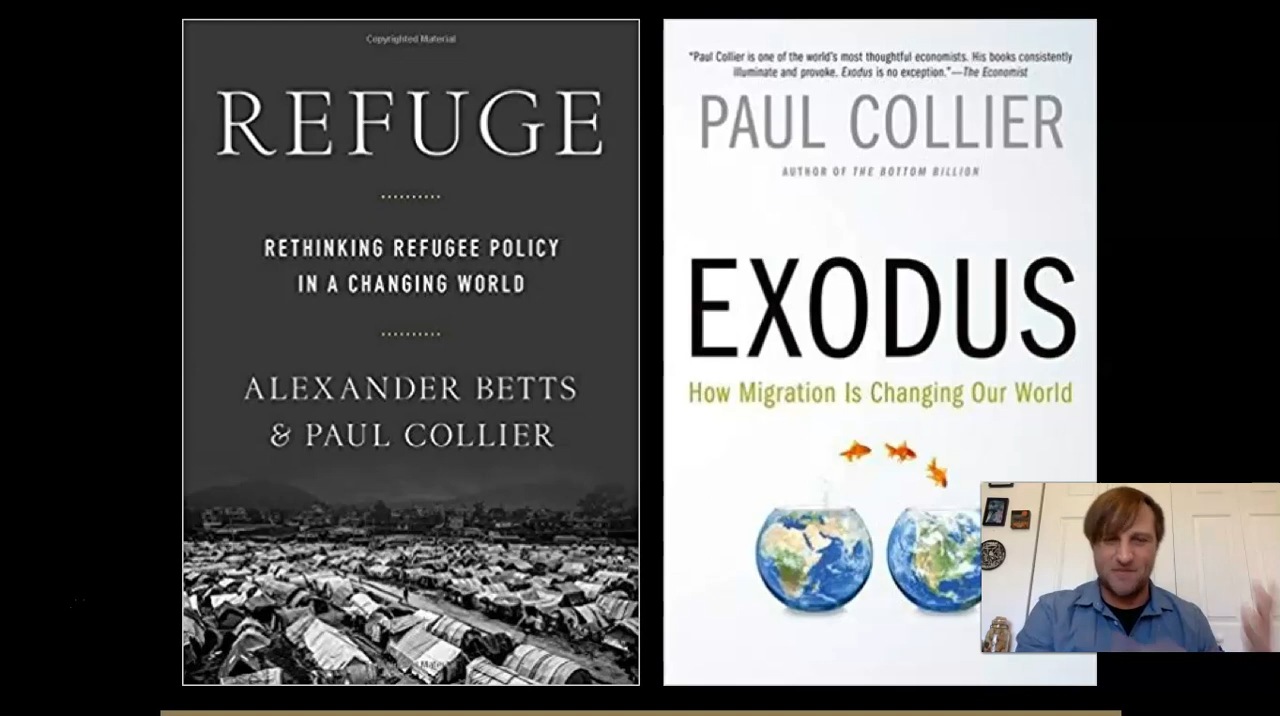 Copyrighted Material
REFUGE
RETHINKING REFUGEE POLICY
IN A CHANGING WORLD
ALEXANDER BETTS
& PAUL COLLIER
"Paul Collier is one of the world's most thoughtful economists. His books consistently
illuminate and provoke. Exodus is no exception."—The Economist
PAUL COLLIER
AUTHOR OF THE BOTTOM BILLION
EXODUS
How Migration Is Changing Our World